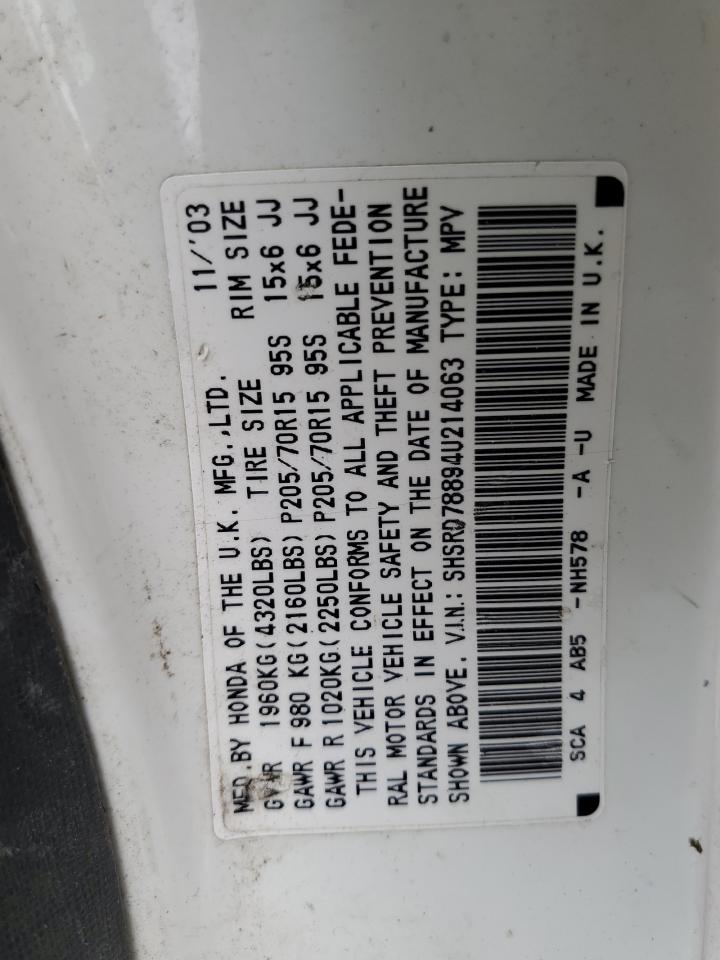 MFD.BY HONDA OF THE U.K. MFG.,LTD. 11/'03
GVWR 1960KG(4320LBS) TIRE SIZE RIM SIZE
GAWR F 980 KG(2160LBS) P205/70R15 95S 15x6 JJ
GAWR R 1020KG(2250LBS) P205/70R15 95S 15x6 JJ
THIS VEHICLE CONFORMS TO ALL APPLICABLE FEDE-
RAL MOTOR VEHICLE SAFETY AND THEFT PREVENTION
STANDARDS IN EFFECT ON THE DATE OF MANUFACTURE
SHOWN ABOVE. V.I.N.: SHSRD78894U214063 TYPE: MPV
SCA 4 AB5 -NH578 -A -U MADE IN U.K.